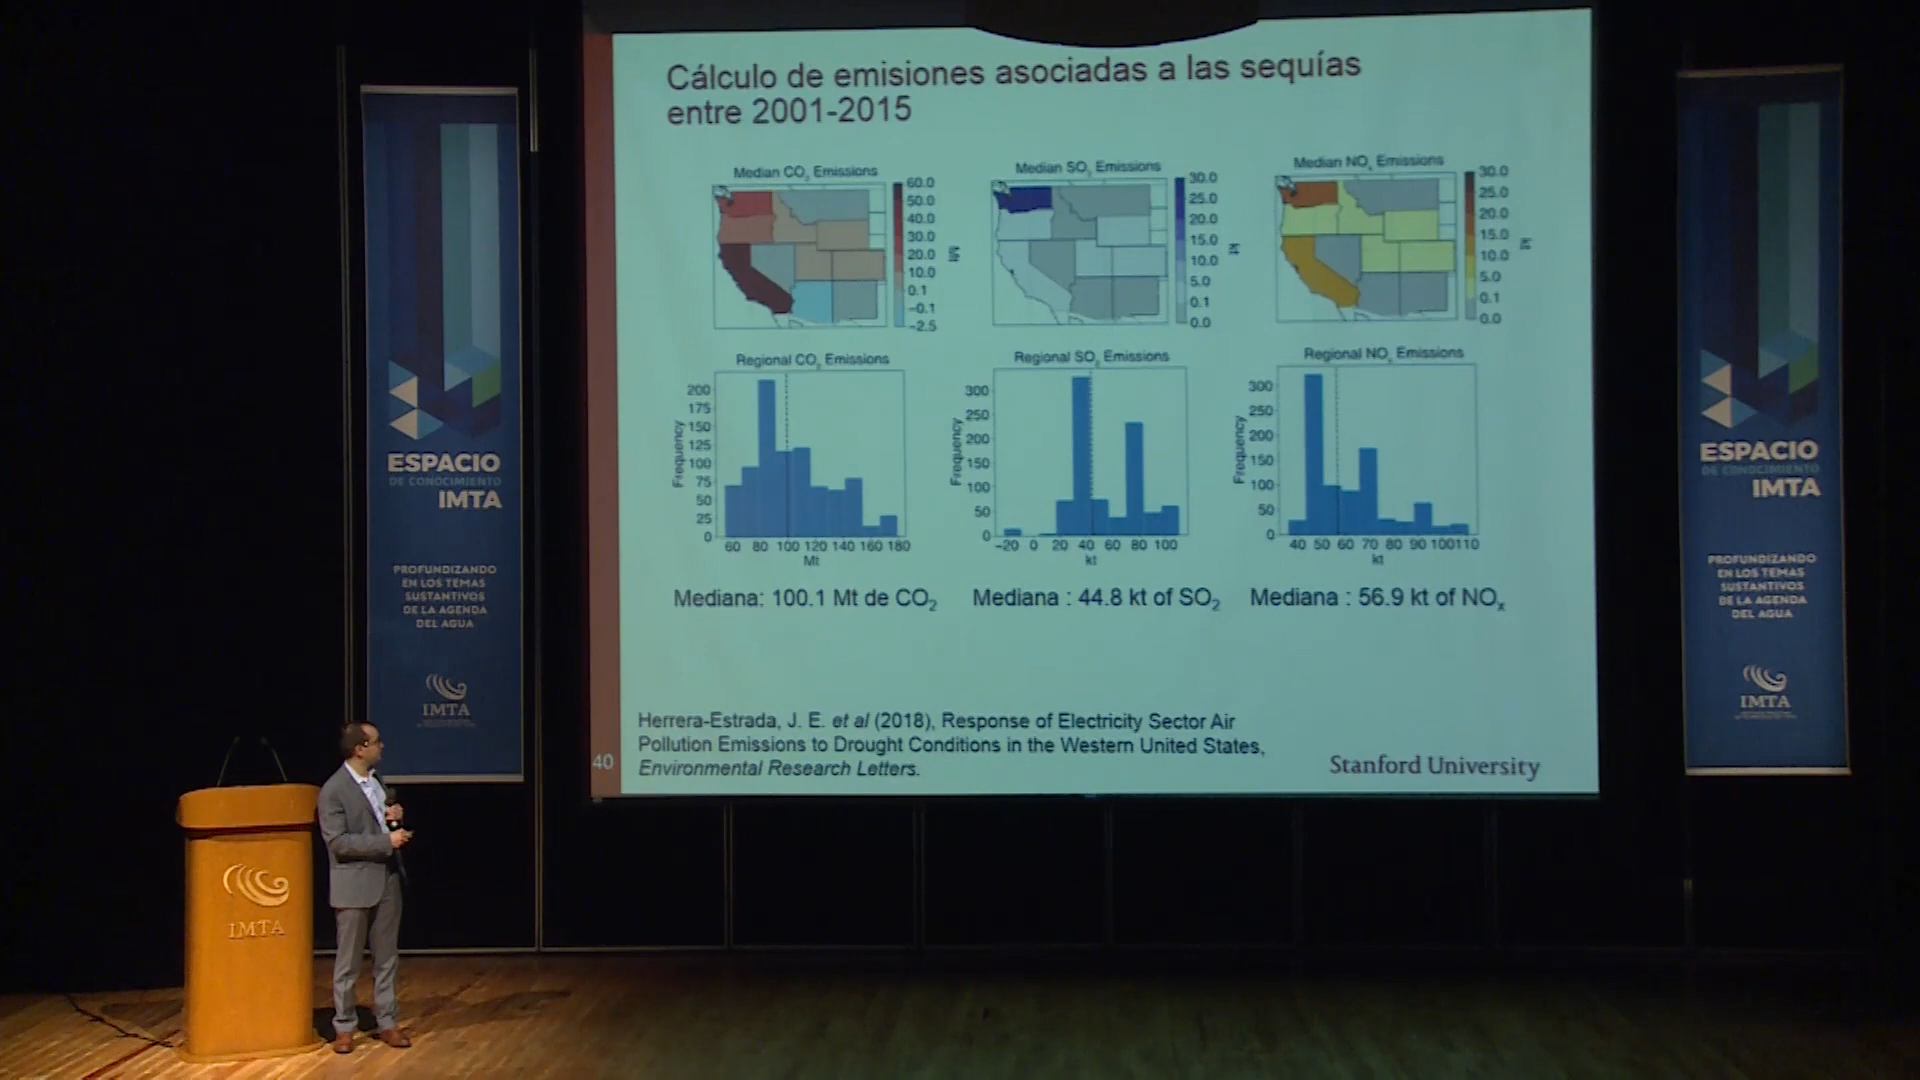 Cálculo de emisiones asociadas a las sequías
entre 2001-2015
Median CO2 Emissions
60.0
50.0
40.0
30.0
20.0
10.0
0.1
−0.1
−2.5
Mt
Median SO2 Emissions
30.0
25.0
20.0
15.0
10.0
5.0
0.1
0.0
kt
Median NOx Emissions
30.0
25.0
20.0
15.0
10.0
5.0
0.1
0.0
kt
Regional CO2 Emissions
Frequency
200
175
150
125
100
75
50
25
0
60 80 100 120 140 160 180
Mt
Regional SO2 Emissions
Frequency
300
250
200
150
100
50
0
−20 0 20 40 60 80 100
kt
Regional NOx Emissions
Frequency
300
250
200
150
100
50
0
40 50 60 70 80 90 100110
kt
Mediana: 100.1 Mt de CO2
Mediana : 44.8 kt of SO2
Mediana : 56.9 kt of NOx
Herrera-Estrada, J. E. et al (2018), Response of Electricity Sector Air
Pollution Emissions to Drought Conditions in the Western United States,
Environmental Research Letters.
40
Stanford University
ESPACIO
DE CONOCIMIENTO
IMTA
PROFUNDIZANDO
EN LOS TEMAS
SUSTANTIVOS
DE LA AGENDA
DEL AGUA
IMTA
ESPACIO
DE CONOCIMIENTO
IMTA
PROFUNDIZANDO
EN LOS TEMAS
SUSTANTIVOS
DE LA AGENDA
DEL AGUA
IMTA
IMTA